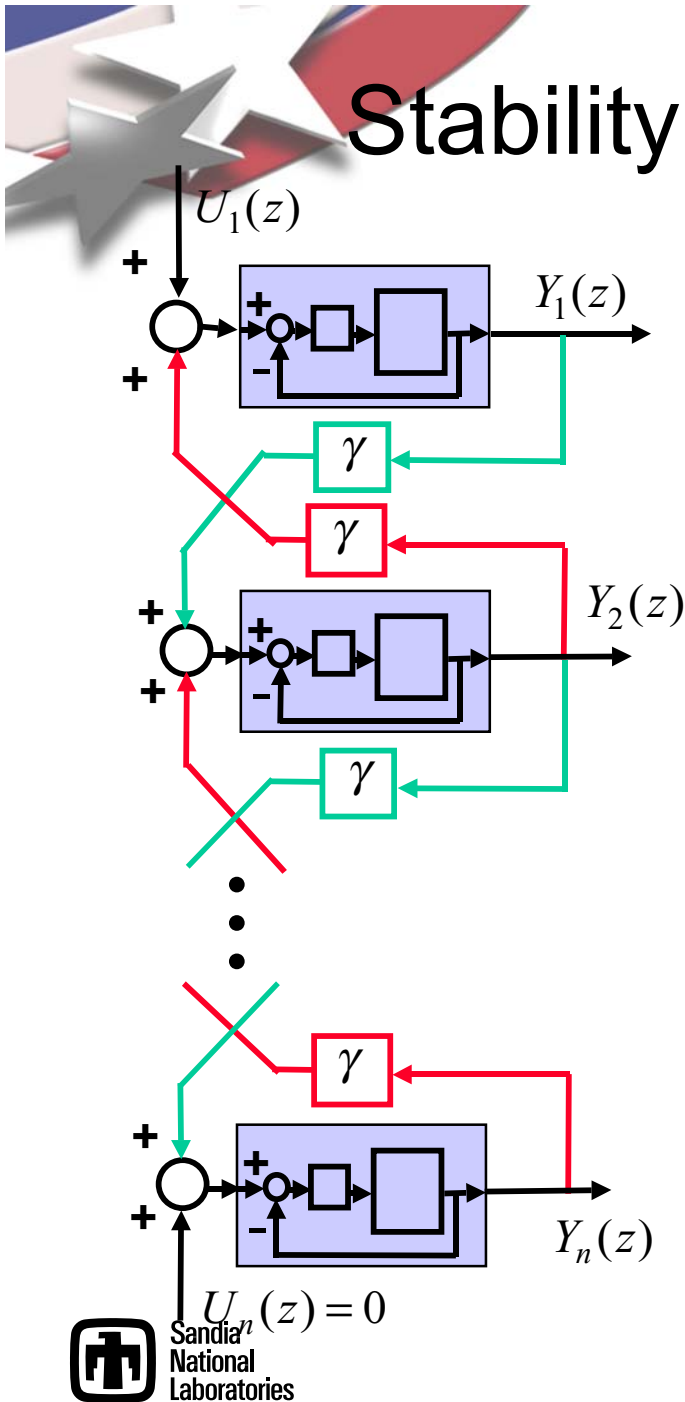 Stability
U₁(z)
+
+
+
−
Y₁(z)
γ
γ
Y₂(z)
+
+
+
−
γ
γ
+
+
+
−
Yₙ(z)
Uₙ(z) = 0
Sandia
National
Laboratories